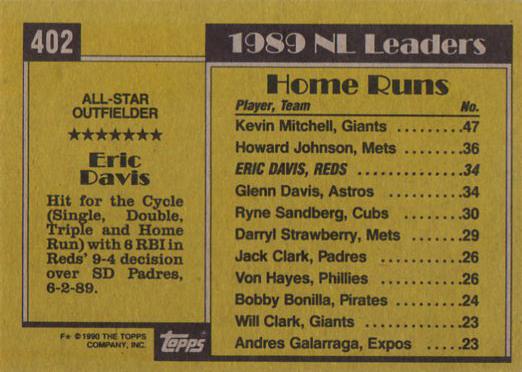 402
ALL-STAR
OUTFIELDER
★★★★★★★
Eric
Davis
Hit for the Cycle
(Single, Double,
Triple and Home
Run) with 6 RBI in
Reds' 9-4 decision
over SD Padres,
6-2-89.
F★ © 1990 THE TOPPS
COMPANY, INC.
Topps
1989 NL Leaders
Home Runs
Player, Team No.
Kevin Mitchell, Giants .........47
Howard Johnson, Mets ........36
ERIC DAVIS, REDS ..............34
Glenn Davis, Astros ............34
Ryne Sandberg, Cubs ..........30
Darryl Strawberry, Mets .......29
Jack Clark, Padres .............26
Von Hayes, Phillies .............26
Bobby Bonilla, Pirates .........24
Will Clark, Giants ..............23
Andres Galarraga, Expos .....23